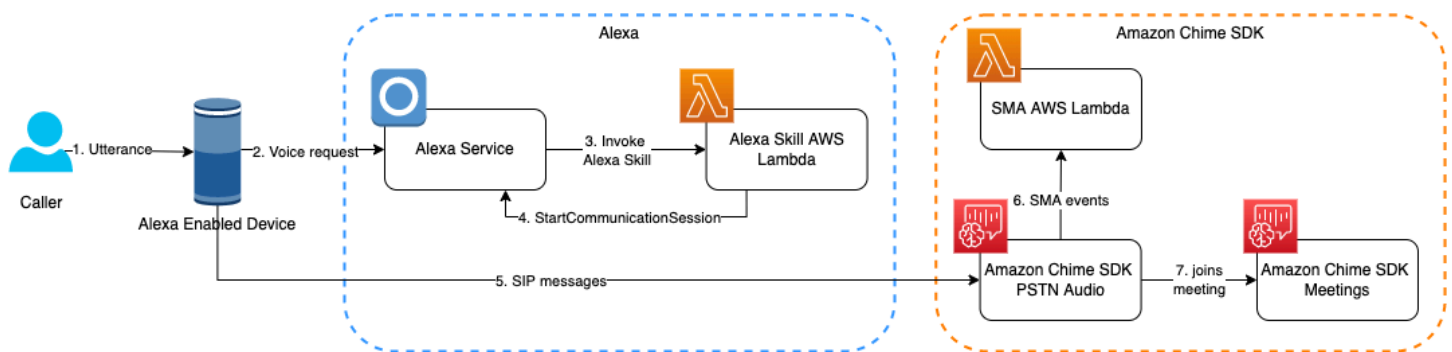 Alexa
Amazon Chime SDK
SMA AWS Lambda
1. Utterance
2. Voice request
Alexa Service
3. Invoke
Alexa Skill
Alexa Skill AWS
Lambda
Caller
Alexa Enabled Device
4. StartCommunicationSession
6. SMA events
5. SIP messages
Amazon Chime SDK
PSTN Audio
7. joins
meeting
Amazon Chime SDK
Meetings